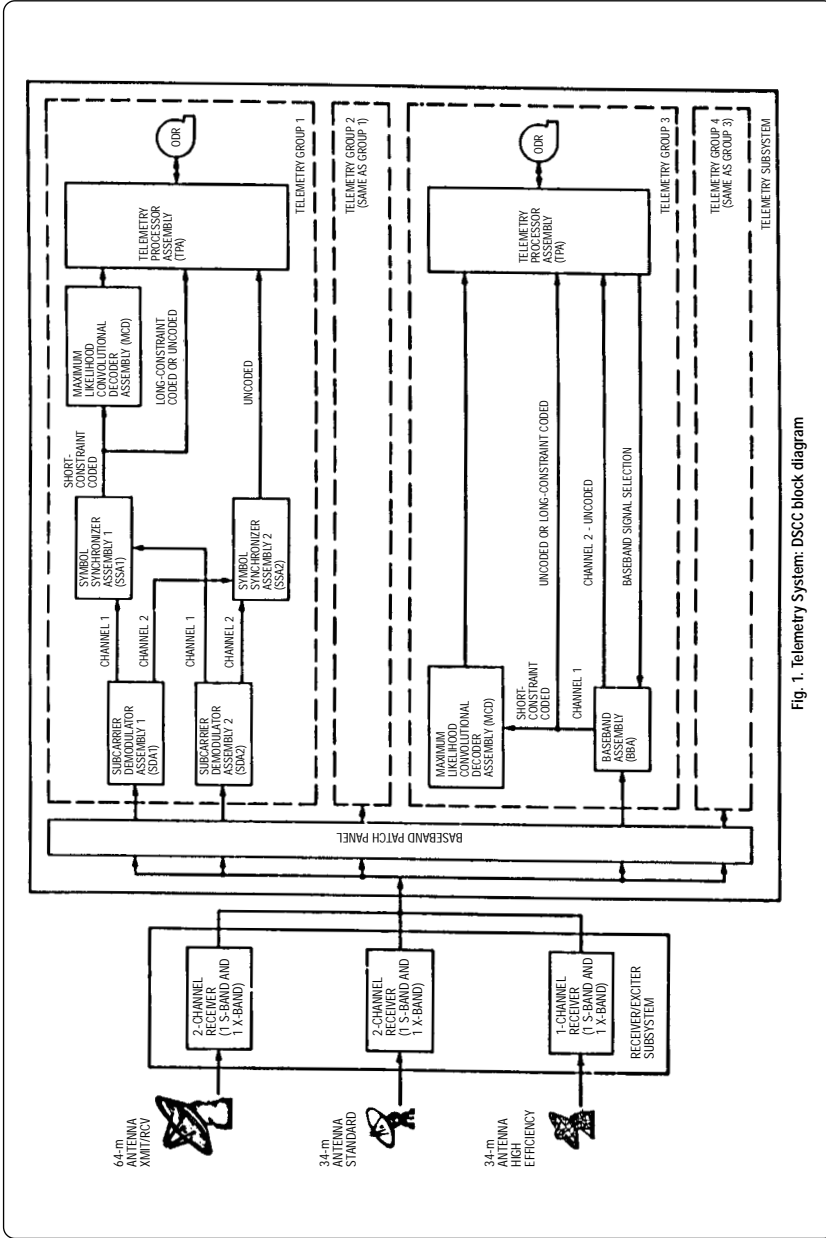 64-m
ANTENNA
XMIT/RCV
34-m
ANTENNA
STANDARD
34-m
ANTENNA
HIGH
EFFICIENCY
2-CHANNEL
RECEIVER
(1 S-BAND AND
1 X-BAND)
2-CHANNEL
RECEIVER
(1 S-BAND AND
1 X-BAND)
1-CHANNEL
RECEIVER
(1 S-BAND AND
1 X-BAND)
RECEIVER/EXCITER
SUBSYSTEM
BASEBAND PATCH PANEL
SUBCARRIER
DEMODULATOR
ASSEMBLY 1
(SDA1)
SUBCARRIER
DEMODULATOR
ASSEMBLY 2
(SDA2)
CHANNEL 1
CHANNEL 2
CHANNEL 1
CHANNEL 2
SYMBOL
SYNCHRONIZER
ASSEMBLY 1
(SSA1)
SYMBOL
SYNCHRONIZER
ASSEMBLY 2
(SSA2)
SHORT-
CONSTRAINT
CODED
MAXIMUM
LIKELIHOOD
CONVOLUTIONAL
DECODER
ASSEMBLY (MCD)
LONG-CONSTRAINT
CODED OR UNCODED
UNCODED
TELEMETRY
PROCESSOR
ASSEMBLY
(TPA)
ODR
TELEMETRY GROUP 1
TELEMETRY GROUP 2
(SAME AS GROUP 1)
MAXIMUM
LIKELIHOOD
CONVOLUTIONAL
DECODER
ASSEMBLY (MCD)
SHORT-
CONSTRAINT
CODED
CHANNEL 1
BASEBAND
ASSEMBLY
(BBA)
UNCODED OR LONG-CONSTRAINT CODED
CHANNEL 2 - UNCODED
BASEBAND SIGNAL SELECTION
TELEMETRY
PROCESSOR
ASSEMBLY
(TPA)
ODR
TELEMETRY GROUP 3
TELEMETRY GROUP 4
(SAME AS GROUP 3)
TELEMETRY SUBSYSTEM
Fig. 1. Telemetry System: DSCC block diagram